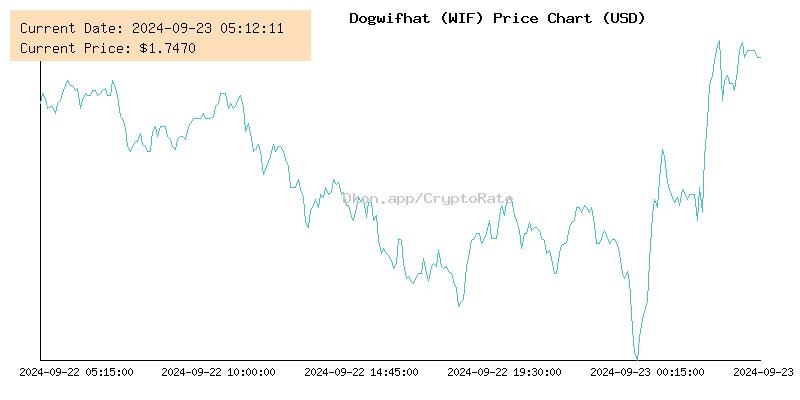 Dogwifhat (WIF) Price Chart (USD)
Current Date: 2024-09-23 05:12:11
Current Price: $1.7470
Dkon.app/CryptoRate
2024-09-22 05:15:00 2024-09-22 10:00:00 2024-09-22 14:45:00 2024-09-22 19:30:00 2024-09-23 00:15:00 2024-09-23